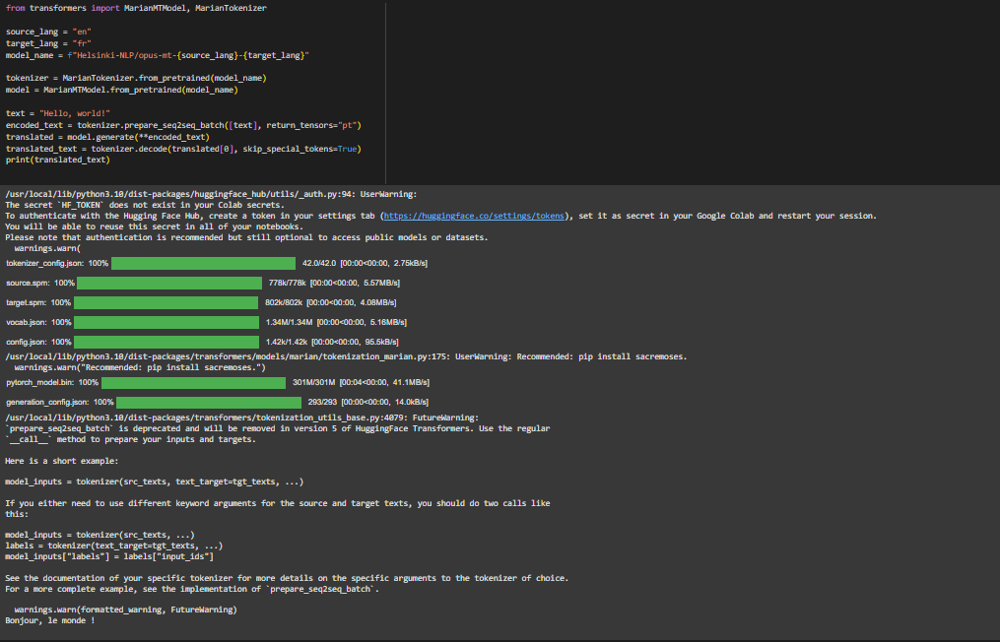 from transformers import MarianMTModel, MarianTokenizer
source_lang = "en"
target_lang = "fr"
model_name = f"Helsinki-NLP/opus-mt-{source_lang}-{target_lang}"
tokenizer = MarianTokenizer.from_pretrained(model_name)
model = MarianMTModel.from_pretrained(model_name)
text = "Hello, world!"
encoded_text = tokenizer.prepare_seq2seq_batch([text], return_tensors="pt")
translated = model.generate(**encoded_text)
translated_text = tokenizer.decode(translated[0], skip_special_tokens=True)
print(translated_text)
/usr/local/lib/python3.10/dist-packages/huggingface_hub/utils/_auth.py:94: UserWarning:
The secret `HF_TOKEN` does not exist in your Colab secrets.
To authenticate with the Hugging Face Hub, create a token in your settings tab (https://huggingface.co/settings/tokens), set it as secret in your Google Colab and restart your session.
You will be able to reuse this secret in all of your notebooks.
Please note that authentication is recommended but still optional to access public models or datasets.
warnings.warn(
tokenizer_config.json: 100% 42.0/42.0 [00:00<00:00, 2.75kB/s]
source.spm: 100% 778k/778k [00:00<00:00, 5.57MB/s]
target.spm: 100% 802k/802k [00:00<00:00, 4.08MB/s]
vocab.json: 100% 1.34M/1.34M [00:00<00:00, 5.16MB/s]
config.json: 100% 1.42k/1.42k [00:00<00:00, 95.5kB/s]
/usr/local/lib/python3.10/dist-packages/transformers/models/marian/tokenization_marian.py:175: UserWarning: Recommended: pip install sacremoses.
warnings.warn("Recommended: pip install sacremoses.")
pytorch_model.bin: 100% 301M/301M [00:04<00:00, 41.1MB/s]
generation_config.json: 100% 293/293 [00:00<00:00, 14.0kB/s]
/usr/local/lib/python3.10/dist-packages/transformers/tokenization_utils_base.py:4079: FutureWarning:
`prepare_seq2seq_batch` is deprecated and will be removed in version 5 of HuggingFace Transformers. Use the regular
`__call__` method to prepare your inputs and targets.
Here is a short example:
model_inputs = tokenizer(src_texts, text_target=tgt_texts, ...)
If you either need to use different keyword arguments for the source and target texts, you should do two calls like
this:
model_inputs = tokenizer(src_texts, ...)
labels = tokenizer(text_target=tgt_texts, ...)
model_inputs["labels"] = labels["input_ids"]
See the documentation of your specific tokenizer for more details on the specific arguments to the tokenizer of choice.
For a more complete example, see the implementation of `prepare_seq2seq_batch`.
warnings.warn(formatted_warning, FutureWarning)
Bonjour, le monde !